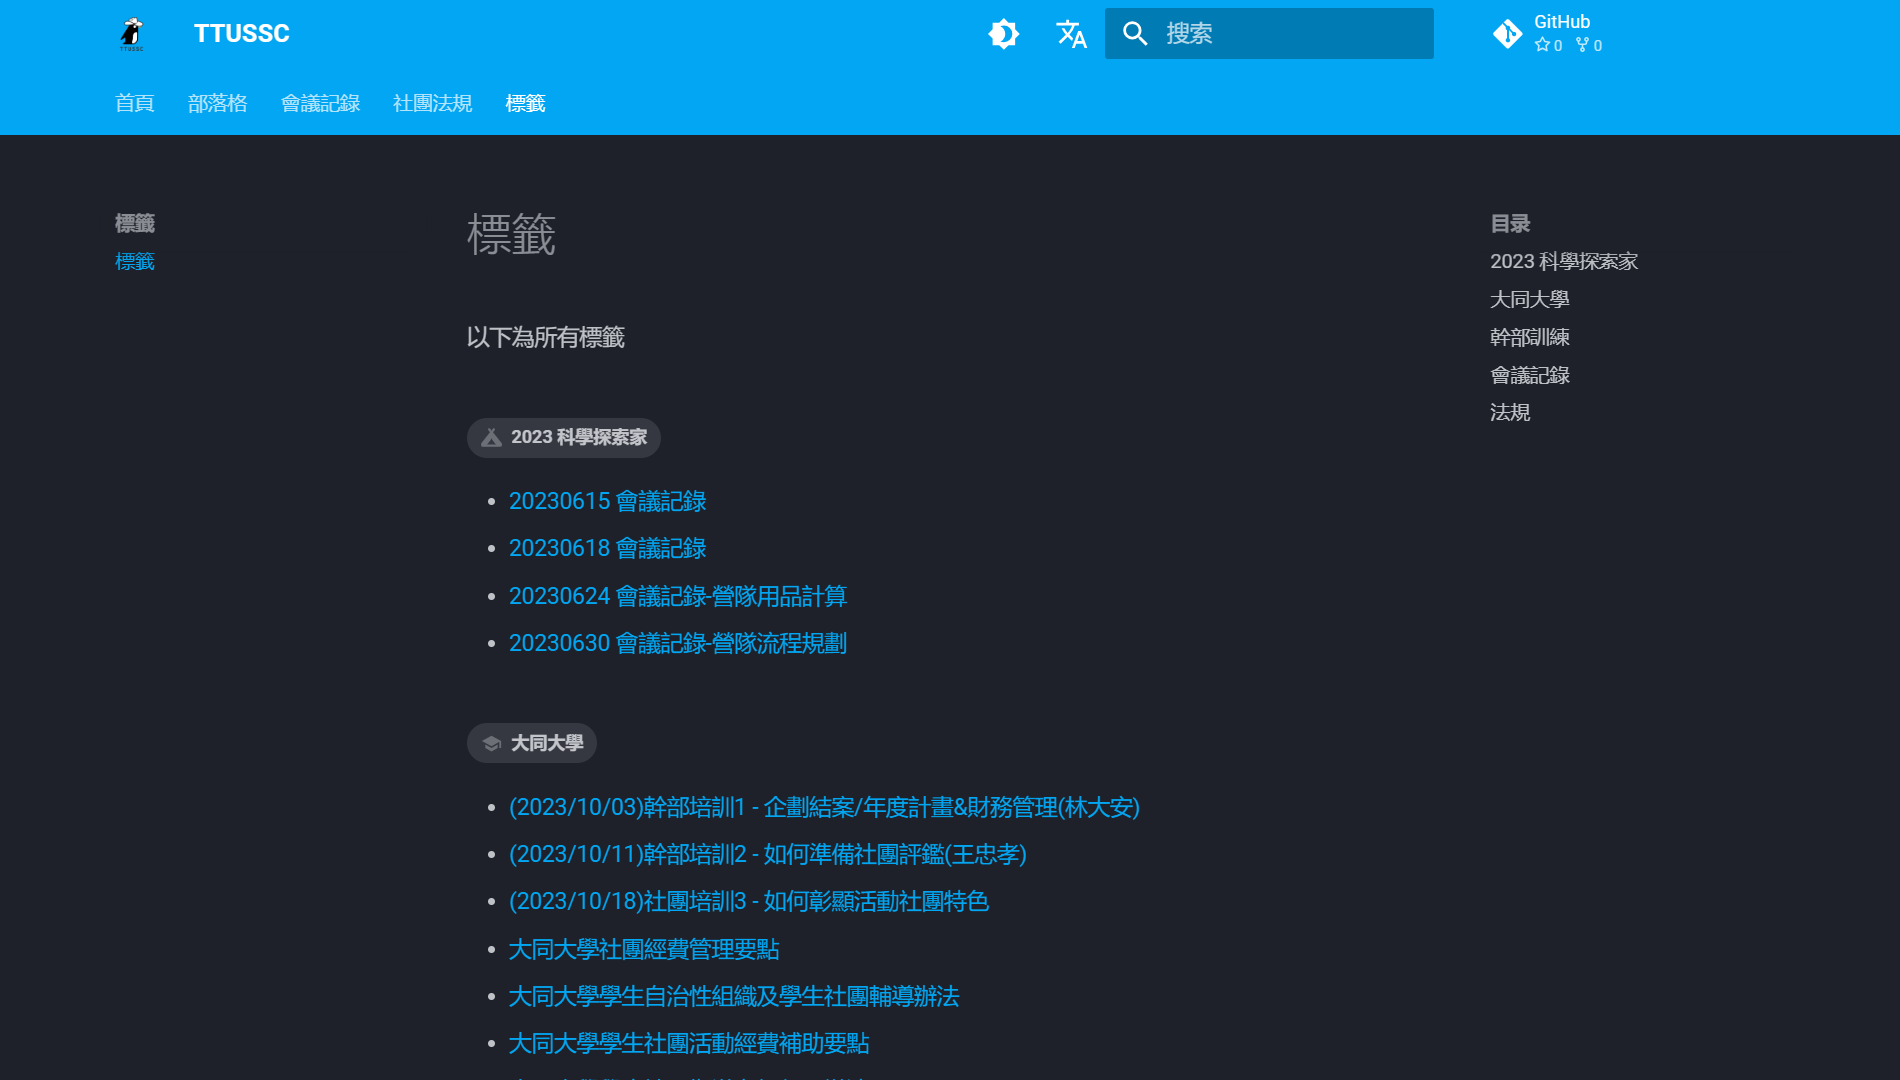 TTUSSC
TTUSSC
搜索
GitHub
0 0
首頁 部落格 會議記錄 社團法規 標籤
標籤
標籤
標籤
以下為所有標籤
2023 科學探索家
20230615 會議記錄
20230618 會議記錄
20230624 會議記錄-營隊用品計算
20230630 會議記錄-營隊流程規劃
大同大學
(2023/10/03)幹部培訓1 - 企劃結案/年度計畫&財務管理(林大安)
(2023/10/11)幹部培訓2 - 如何準備社團評鑑(王忠孝)
(2023/10/18)社團培訓3 - 如何彰顯活動社團特色
大同大學社團經費管理要點
大同大學學生自治性組織及學生社團輔導辦法
大同大學學生社團活動經費補助要點
目录
2023 科學探索家
大同大學
幹部訓練
會議記錄
法規